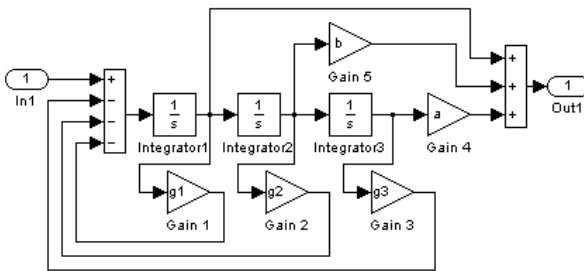 b
Gain 5
1
In1
+
−
−
−
1
s
Integrator1
1
s
Integrator2
1
s
Integrator3
a
Gain 4
+
+
+
1
Out1
g1
Gain 1
g2
Gain 2
g3
Gain 3